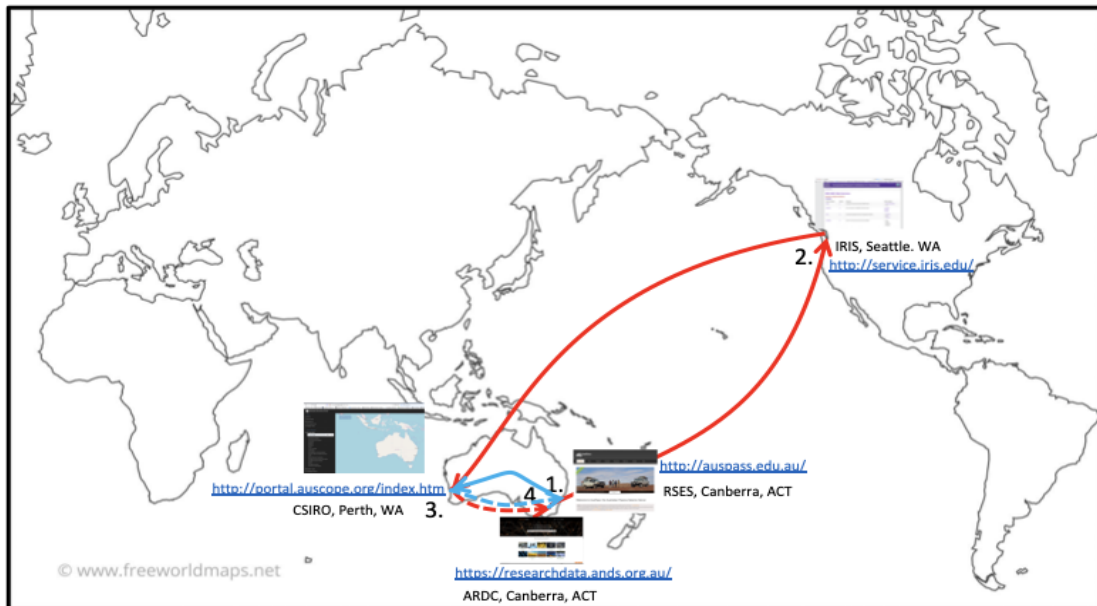 IRIS, Seattle. WA
2.
http://service.iris.edu/
http://auspass.edu.au/
1.
http://portal.auscope.org/index.htm
4
RSES, Canberra, ACT
CSIRO, Perth, WA
3.
© www.freeworldmaps.net
https://researchdata.ands.org.au/
ARDC, Canberra, ACT